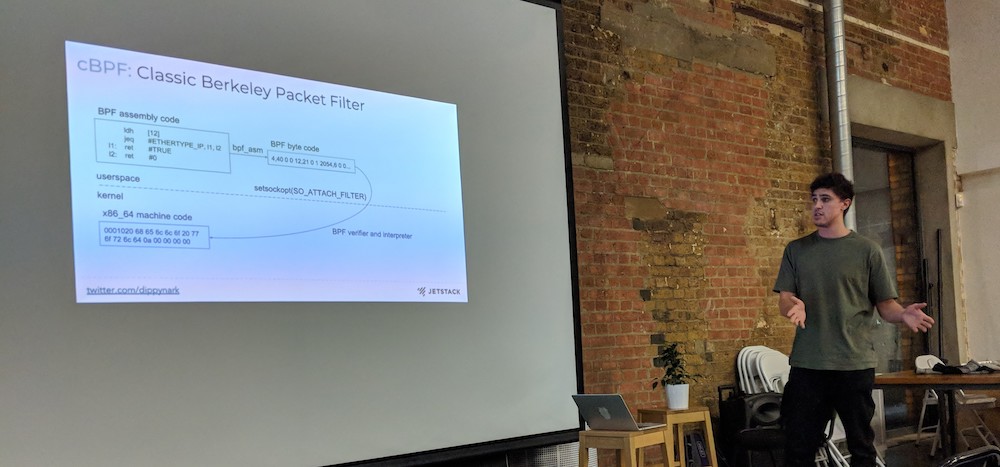 cBPF: Classic Berkeley Packet Filter
BPF assembly code
ldh [12]
jeq #ETHERTYPE_IP, l1, l2
l1: ret #TRUE
l2: ret #0
bpf_asm
BPF byte code
4,40 0 0 12,21 0 1 2054,6 0 0...
userspace
setsockopt(SO_ATTACH_FILTER)
kernel
x86_64 machine code
0001020 68 65 6c 6c 6f 20 77
6f 72 6c 64 0a 00 00 00 00
BPF verifier and interpreter
twitter.com/dippynark
JETSTACK